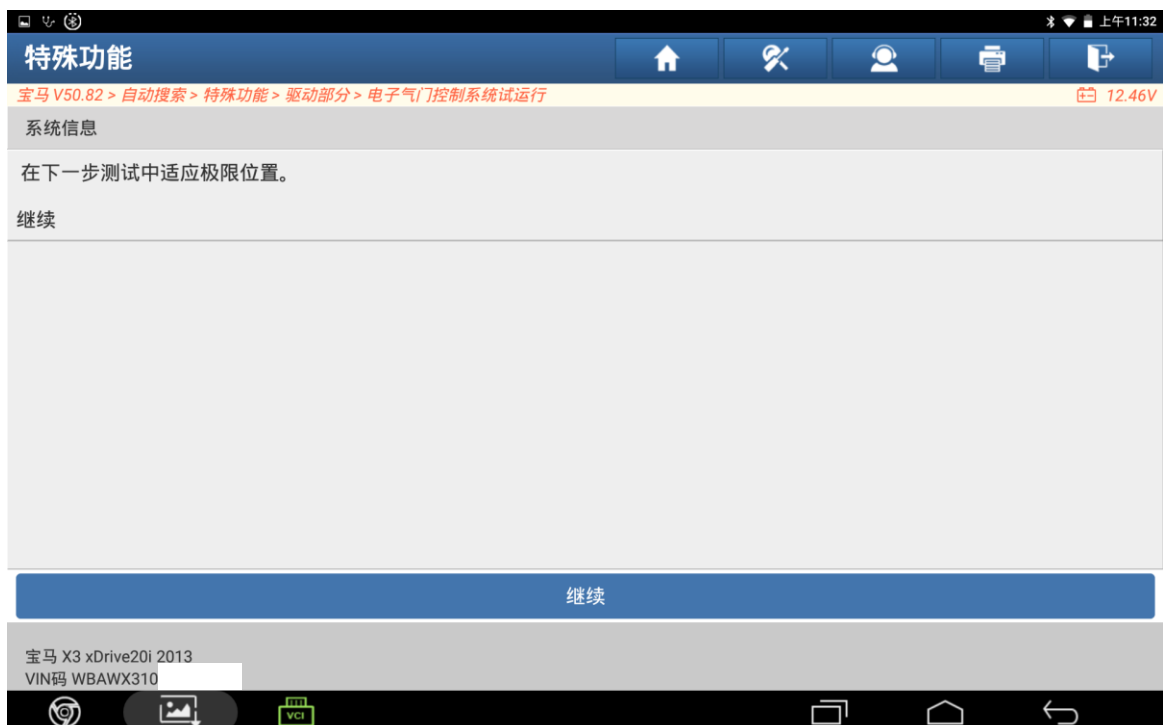 上午11:32
特殊功能
宝马 V50.82 > 自动搜索 > 特殊功能 > 驱动部分 > 电子气门控制系统试运行
12.46V
系统信息
在下一步测试中适应极限位置。
继续
继续
宝马 X3 xDrive20i 2013
VIN码 WBAWX310
VCI